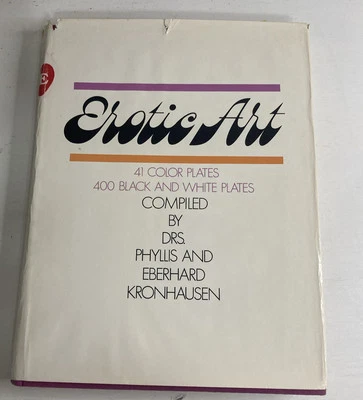 E
Erotic Art
41 COLOR PLATES
400 BLACK AND WHITE PLATES
COMPILED
BY
DRS.
PHYLLIS AND
EBERHARD
KRONHAUSEN